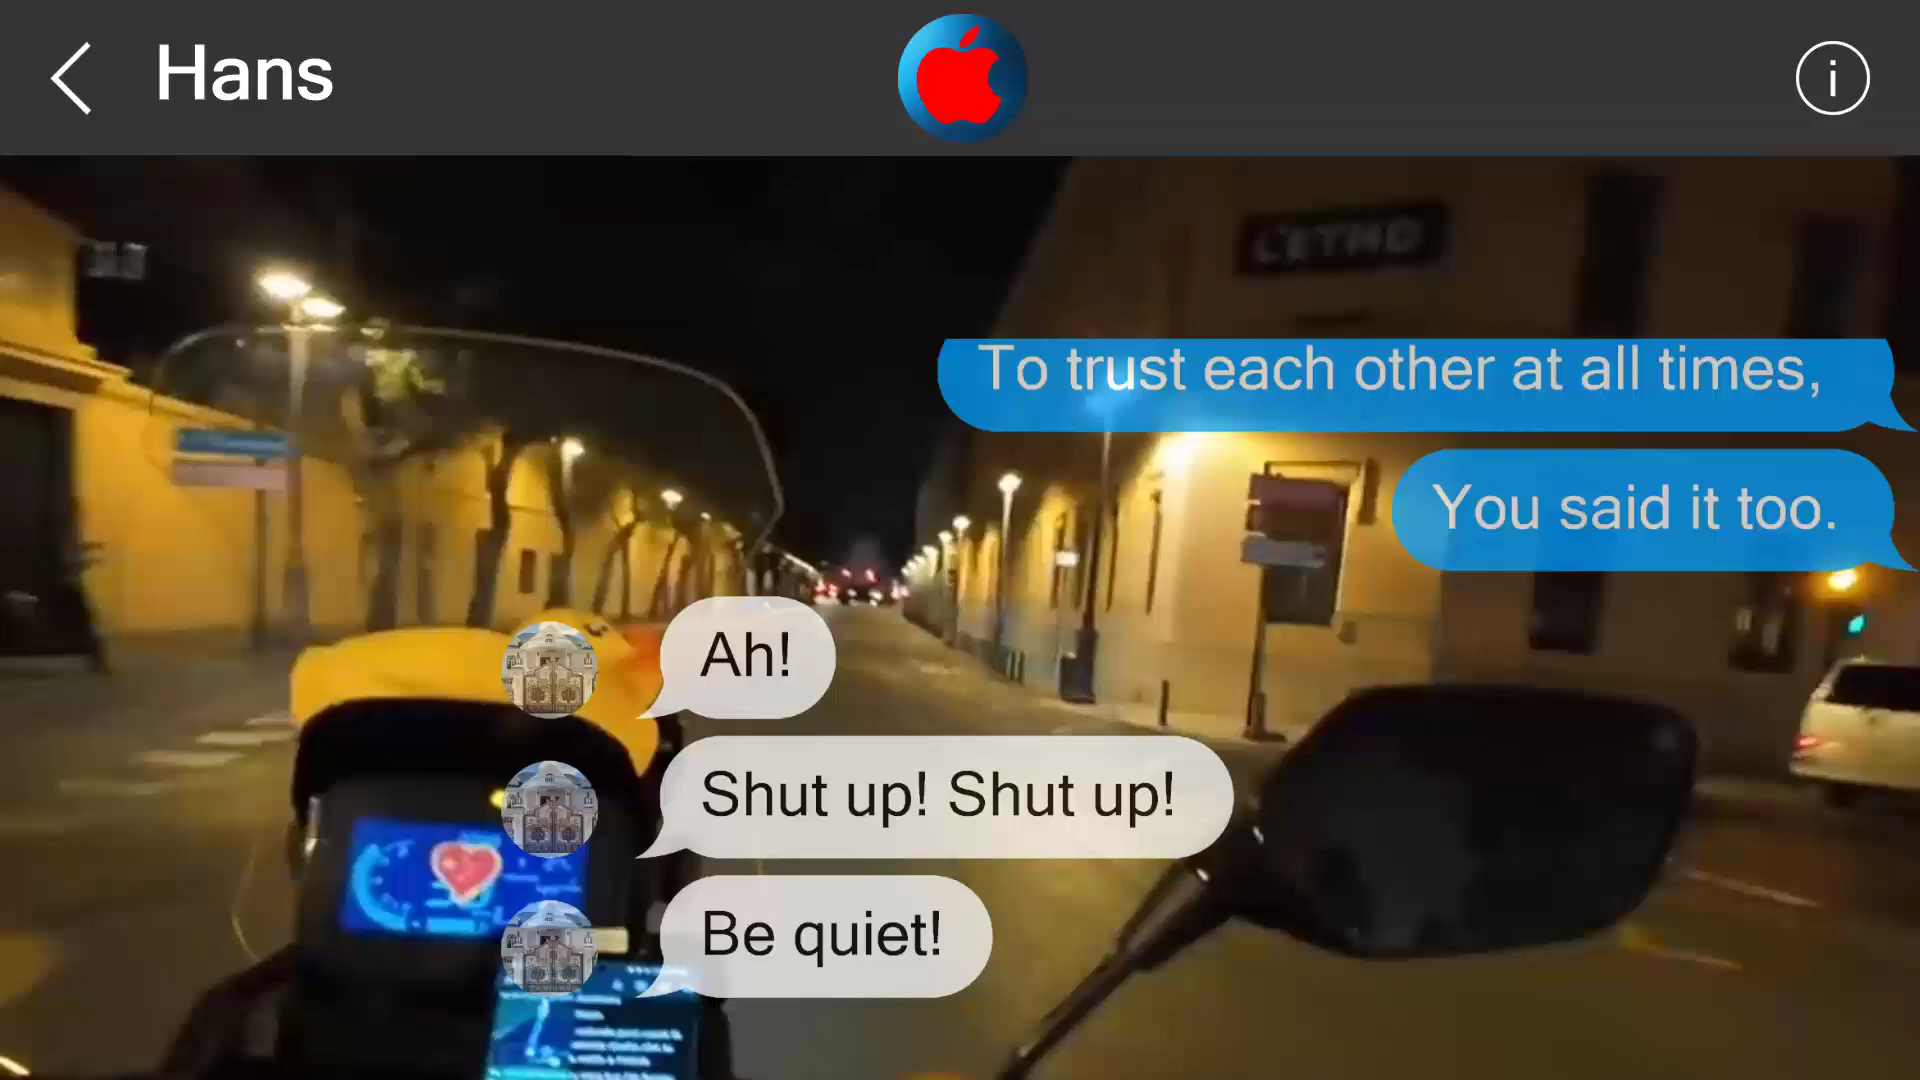 Hans
i
L'ETNO
To trust each other at all times,
You said it too.
Ah!
Shut up! Shut up!
Be quiet!